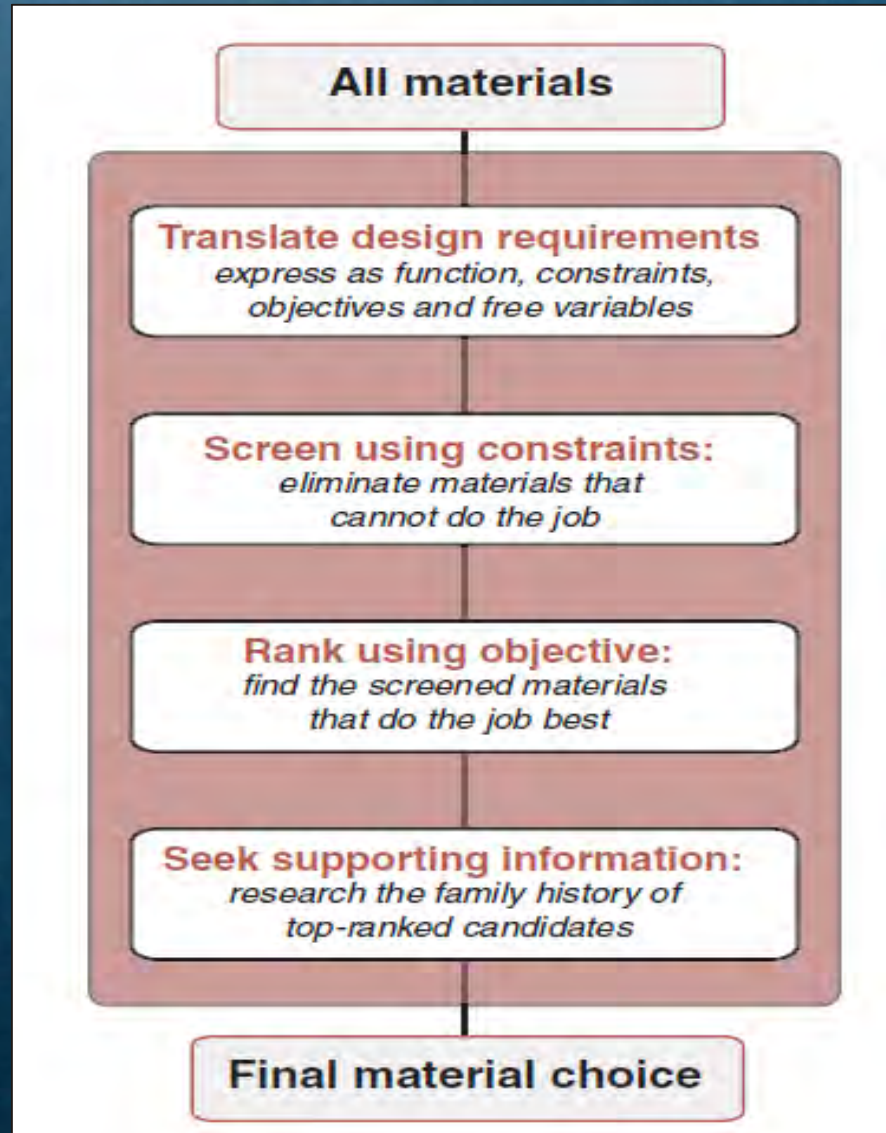 All materials
Translate design requirements
express as function, constraints,
objectives and free variables
Screen using constraints:
eliminate materials that
cannot do the job
Rank using objective:
find the screened materials
that do the job best
Seek supporting information:
research the family history of
top-ranked candidates
Final material choice